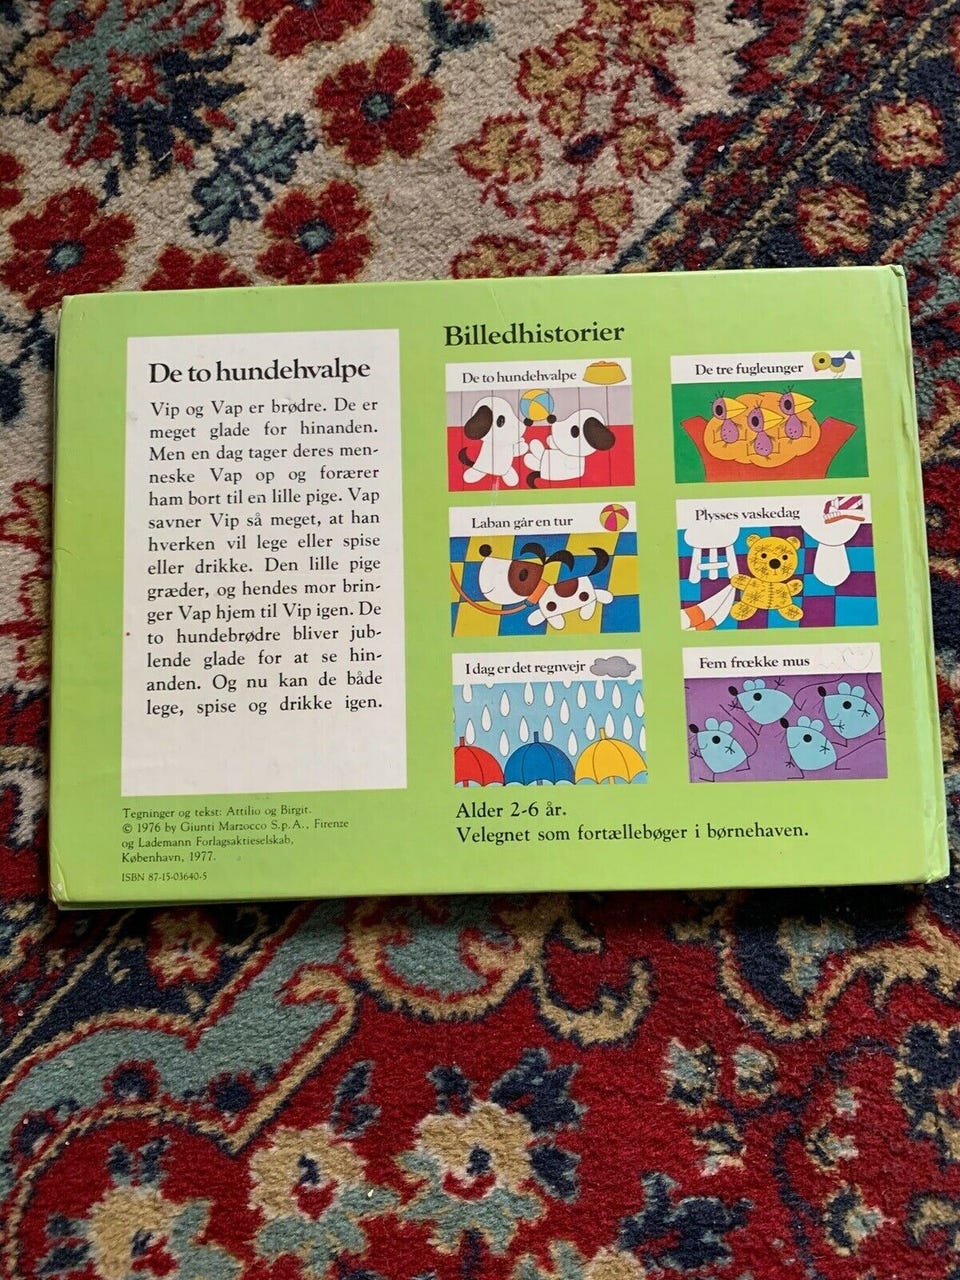 De to hundehvalpe
Vip og Vap er brødre. De er
meget glade for hinanden.
Men en dag tager deres men-
neske Vap op og forærer
ham bort til en lille pige. Vap
savner Vip så meget, at han
hverken vil lege eller spise
eller drikke. Den lille pige
græder, og hendes mor brin-
ger Vap hjem til Vip igen. De
to hundebrødre bliver jub-
lende glade for at se hin-
anden. Og nu kan de både
lege, spise og drikke igen.
Tegninger og tekst: Attilio og Birgit.
© 1976 by Giunti Marzocco S.p.A., Firenze
og Lademann Forlagsaktieselskab,
København, 1977.
ISBN 87-15-03640-5
Billedhistorier
De to hundehvalpe
De tre fugleunger
Laban går en tur
Plysses vaskedag
I dag er det regnvejr
Fem frække mus
Alder 2-6 år.
Velegnet som fortællebøger i børnehaven.